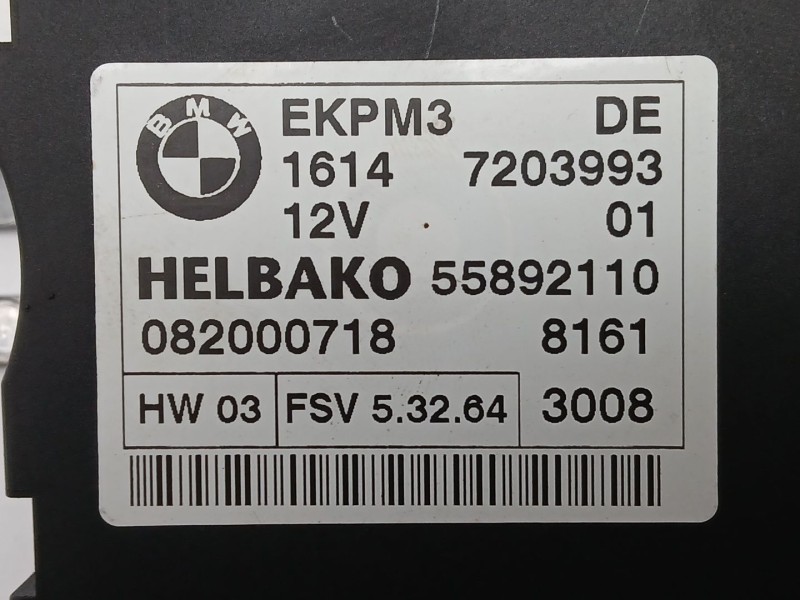 BMW
EKPM3 DE
1614 7203993
12V 01
HELBAKO 55892110
082000718 8161
HW 03 FSV 5.32.64 3008